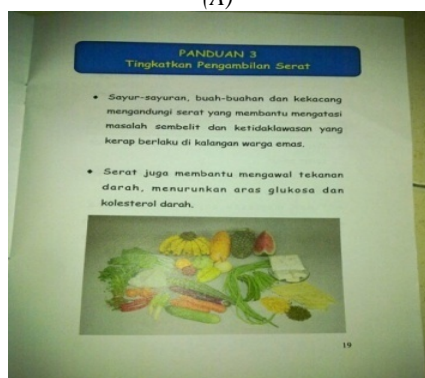 (A)
PANDUAN 3
Tingkatkan Pengambilan Serat
• Sayur-sayuran, buah-buahan dan kekacang
mengandungi serat yang membantu mengatasi
masalah sembelit dan ketidaklawasan yang
kerap berlaku di kalangan warga emas.
• Serat juga membantu mengawal tekanan
darah, menurunkan aras glukosa dan
kolesterol darah.
19